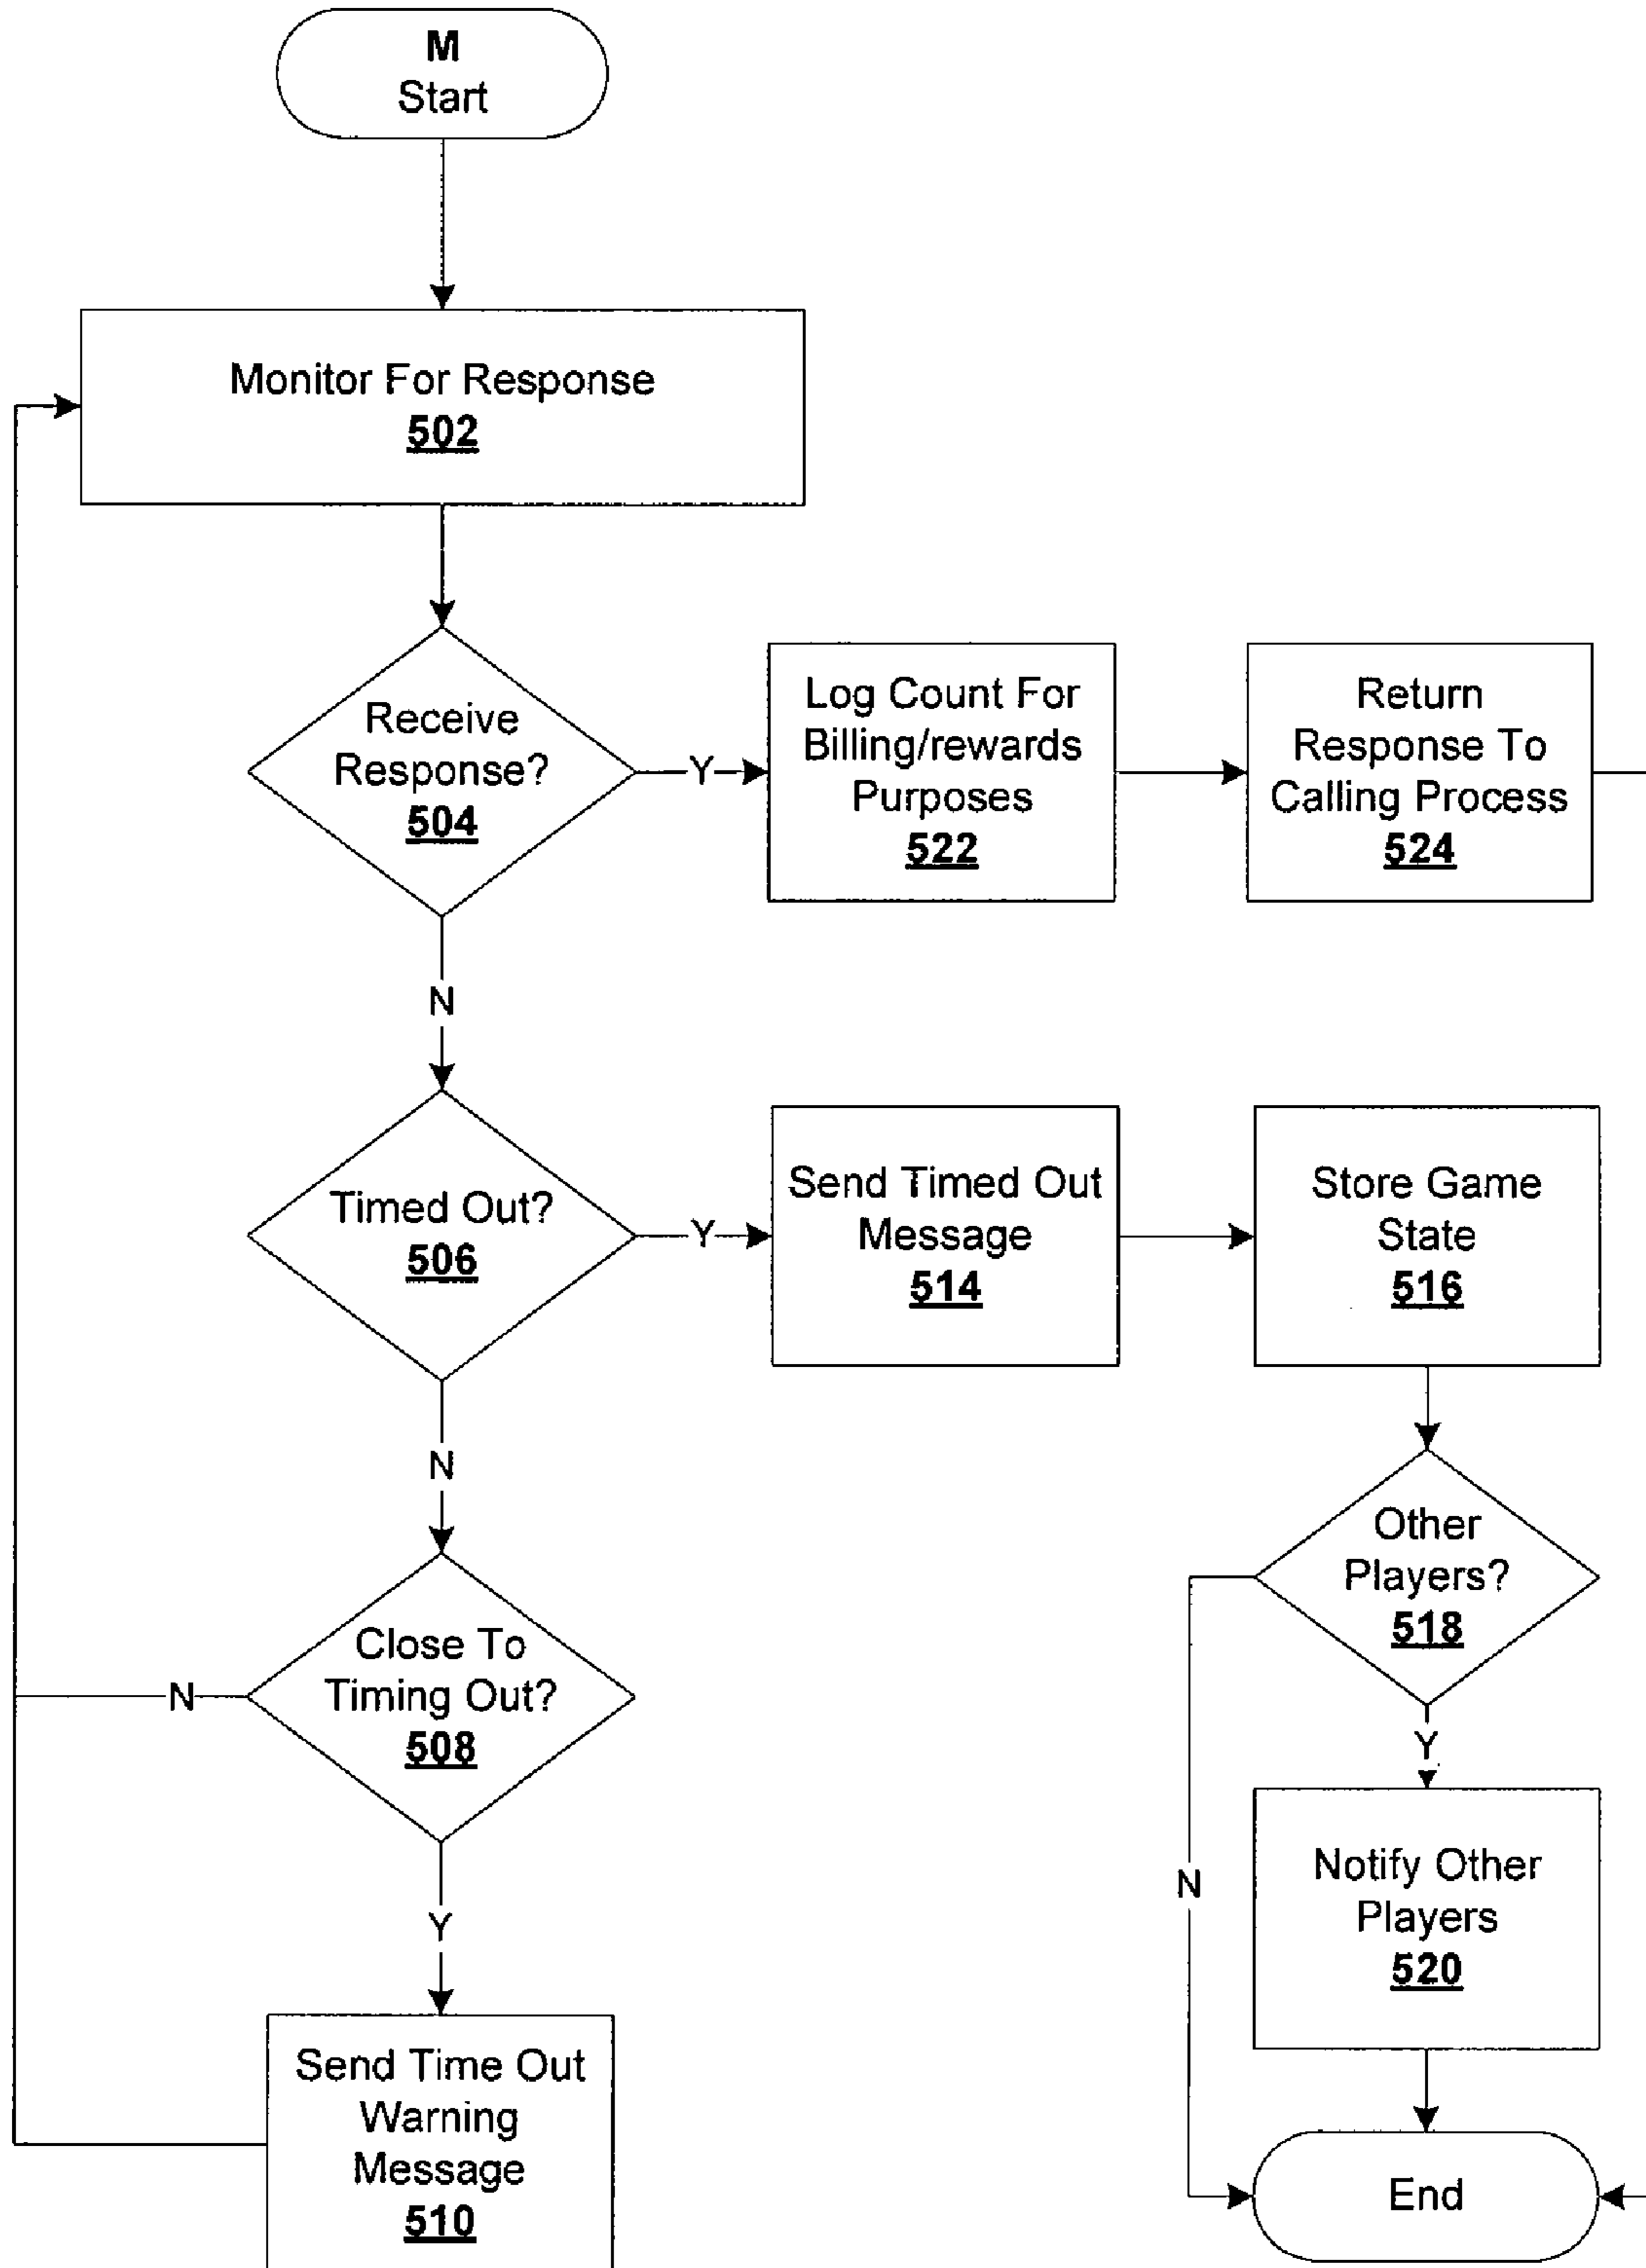 M
Start
Monitor For Response
502
Receive
Response?
504
Y
Log Count For
Billing/rewards
Purposes
522
Return
Response To
Calling Process
524
N
Timed Out?
506
Y
Send Timed Out
Message
514
Store Game
State
516
N
Other
Players?
518
Close To
Timing Out?
508
N
Y
Notify Other
Players
520
N
Y
Send Time Out
Warning
Message
510
End